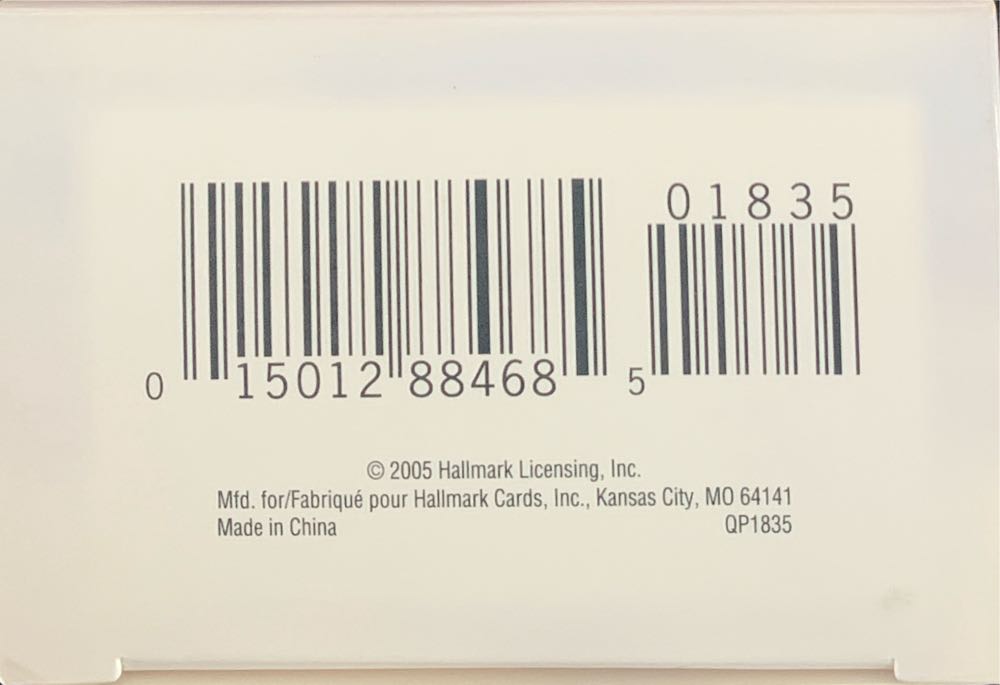 01835
0 15012 88468 5
© 2005 Hallmark Licensing, Inc.
Mfd. for/Fabriqué pour Hallmark Cards, Inc., Kansas City, MO 64141
Made in China QP1835